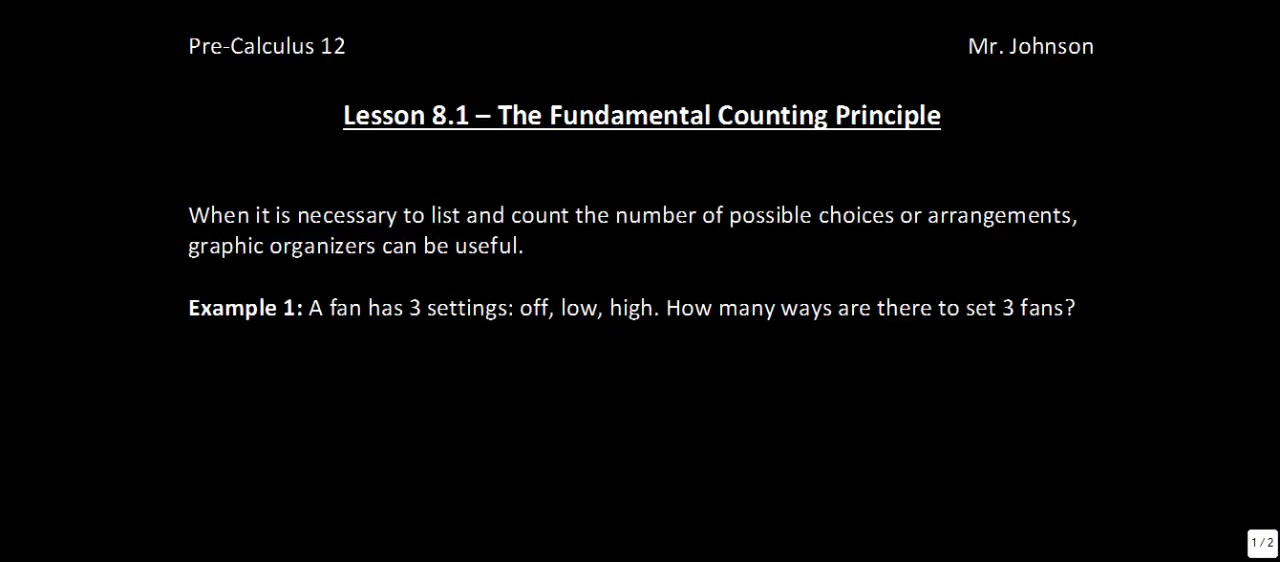 Pre-Calculus 12
Mr. Johnson
Lesson 8.1 – The Fundamental Counting Principle
When it is necessary to list and count the number of possible choices or arrangements,
graphic organizers can be useful.
Example 1: A fan has 3 settings: off, low, high. How many ways are there to set 3 fans?
1 / 2